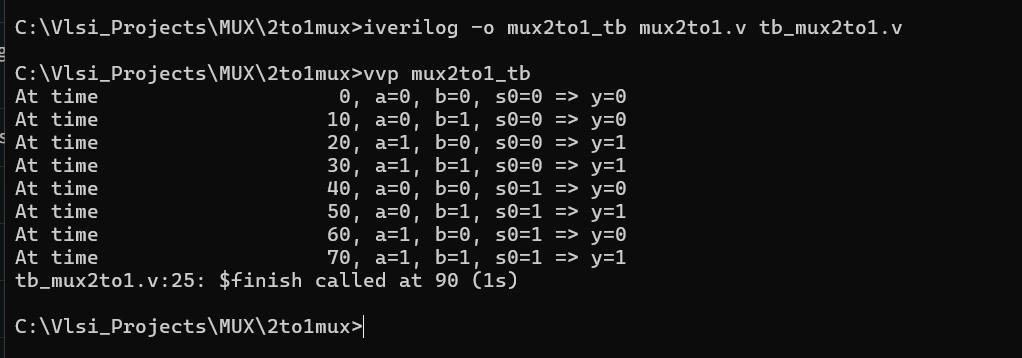 C:\Vlsi_Projects\MUX\2to1mux>iverilog -o mux2to1_tb mux2to1.v tb_mux2to1.v
C:\Vlsi_Projects\MUX\2to1mux>vvp mux2to1_tb
At time                    0, a=0, b=0, s0=0 => y=0
At time                   10, a=0, b=1, s0=0 => y=0
At time                   20, a=1, b=0, s0=0 => y=1
At time                   30, a=1, b=1, s0=0 => y=1
At time                   40, a=0, b=0, s0=1 => y=0
At time                   50, a=0, b=1, s0=1 => y=1
At time                   60, a=1, b=0, s0=1 => y=0
At time                   70, a=1, b=1, s0=1 => y=1
tb_mux2to1.v:25: $finish called at 90 (1s)
C:\Vlsi_Projects\MUX\2to1mux>